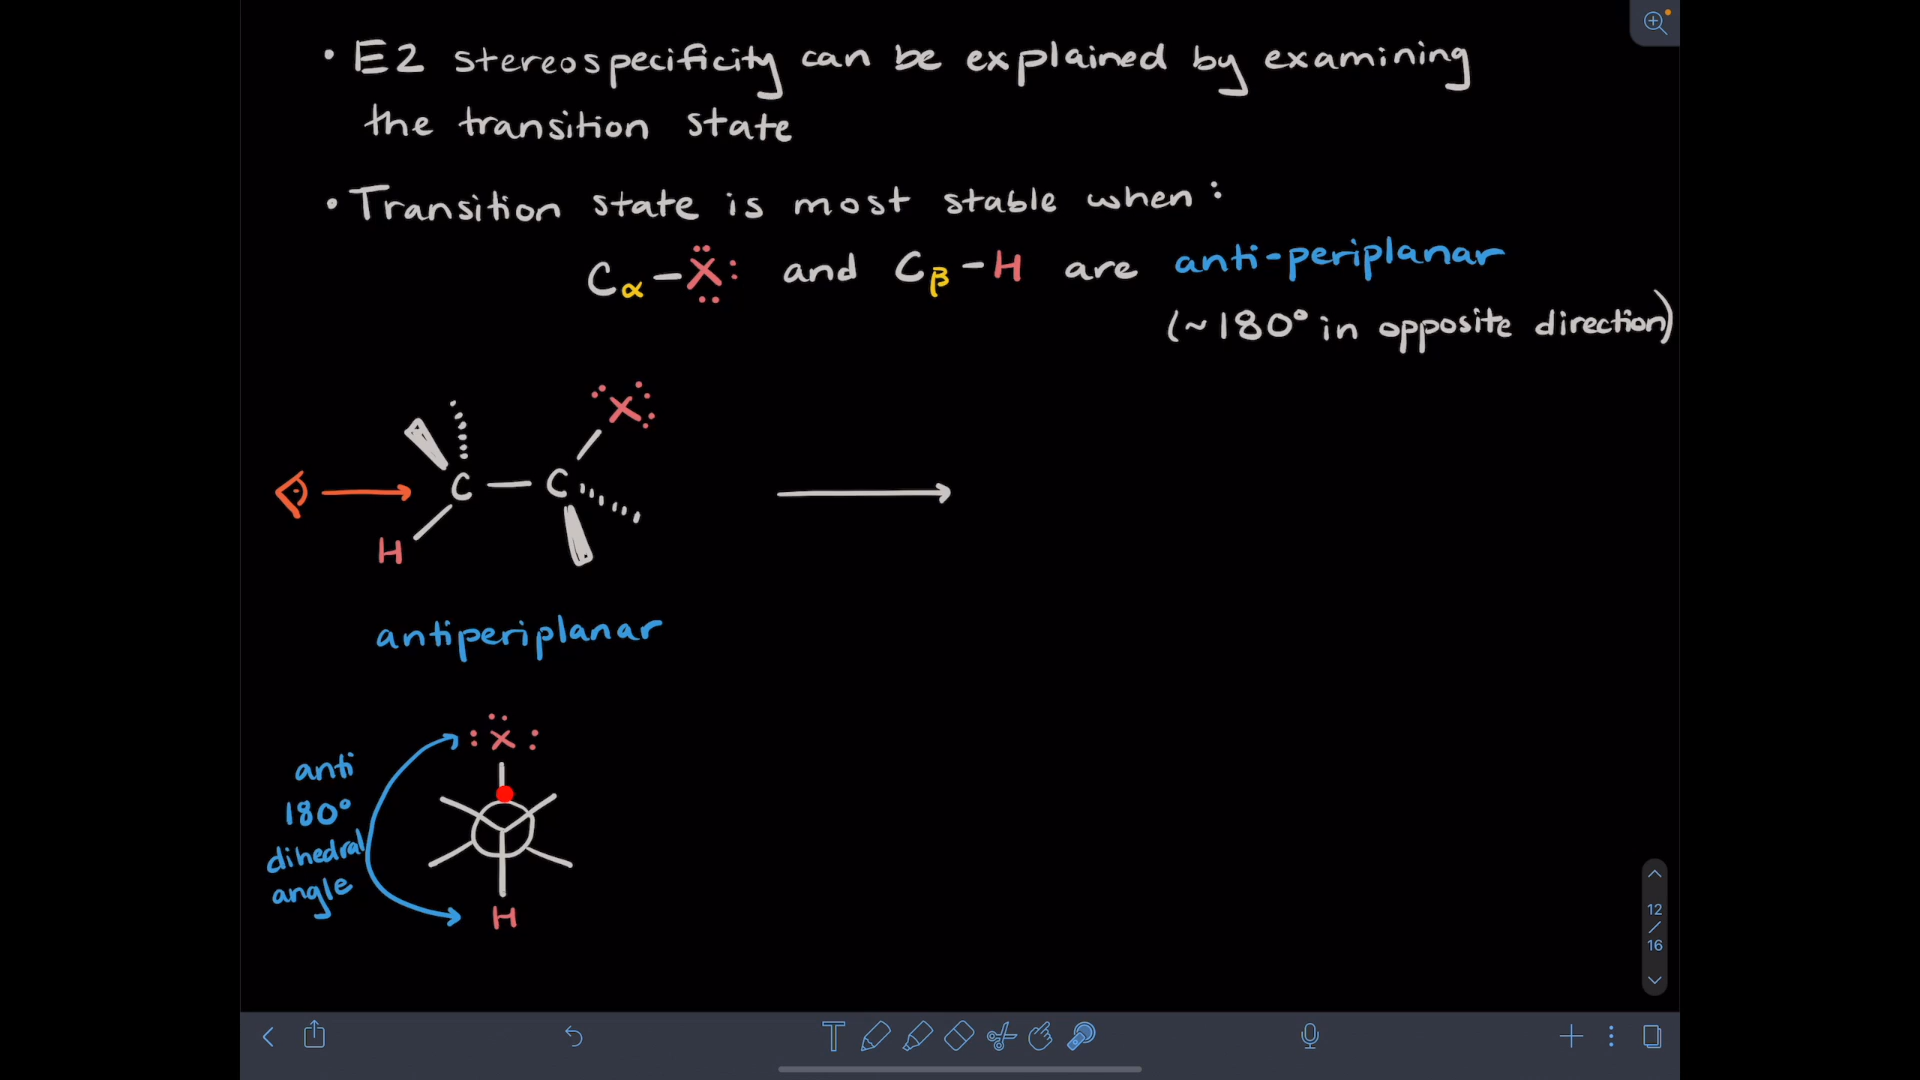 • E2 stereospecificity can be explained by examining
the transition state
• Transition state is most stable when:
Cα-X and Cβ-H are anti-periplanar
(~180° in opposite direction)
X
C - C
H
antiperiplanar
X
anti
180°
dihedral
angle
H
12
/
16
T